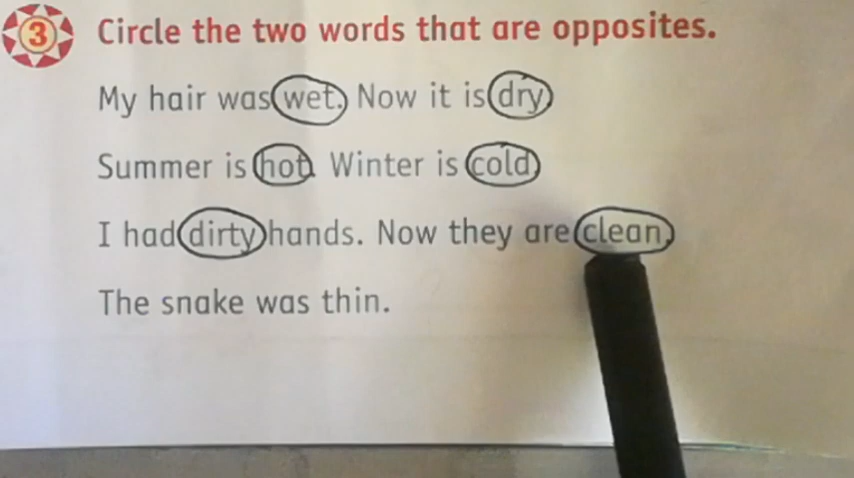 3 Circle the two words that are opposites.
My hair was wet. Now it is dry.
Summer is hot. Winter is cold.
I had dirty hands. Now they are clean.
The snake was thin.